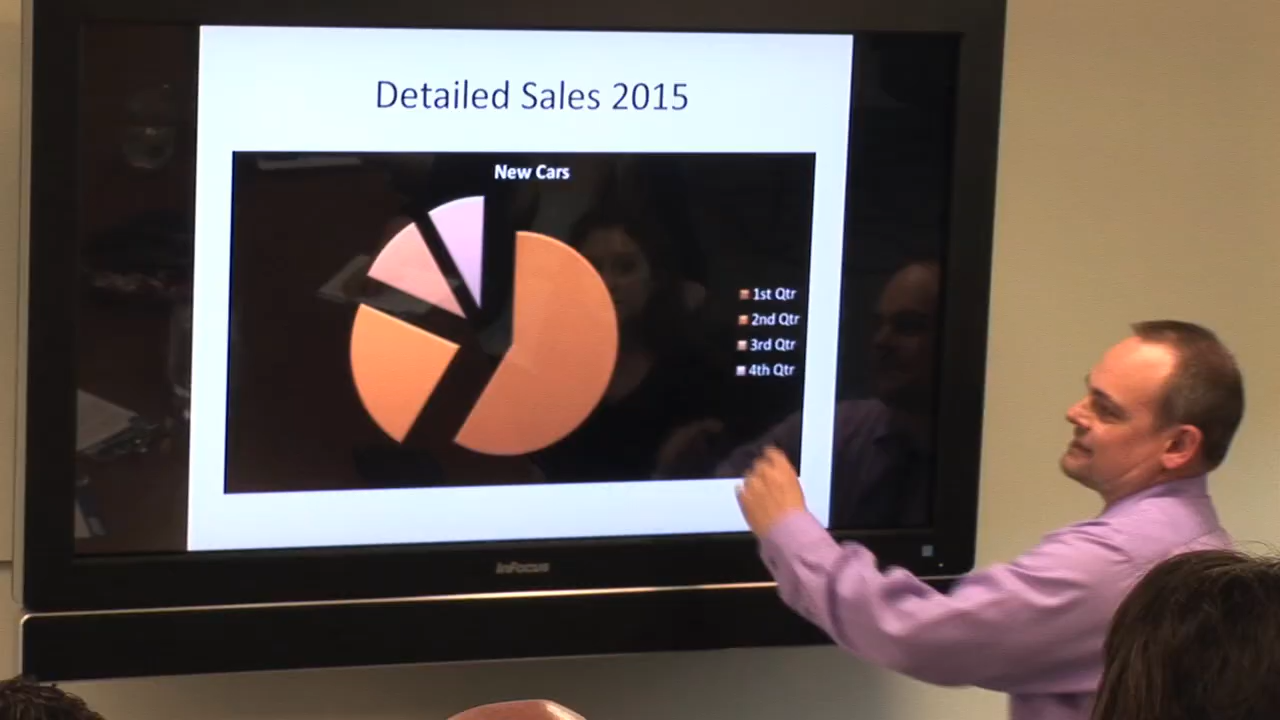 Detailed Sales 2015
New Cars
1st Qtr
2nd Qtr
3rd Qtr
4th Qtr
InFocus